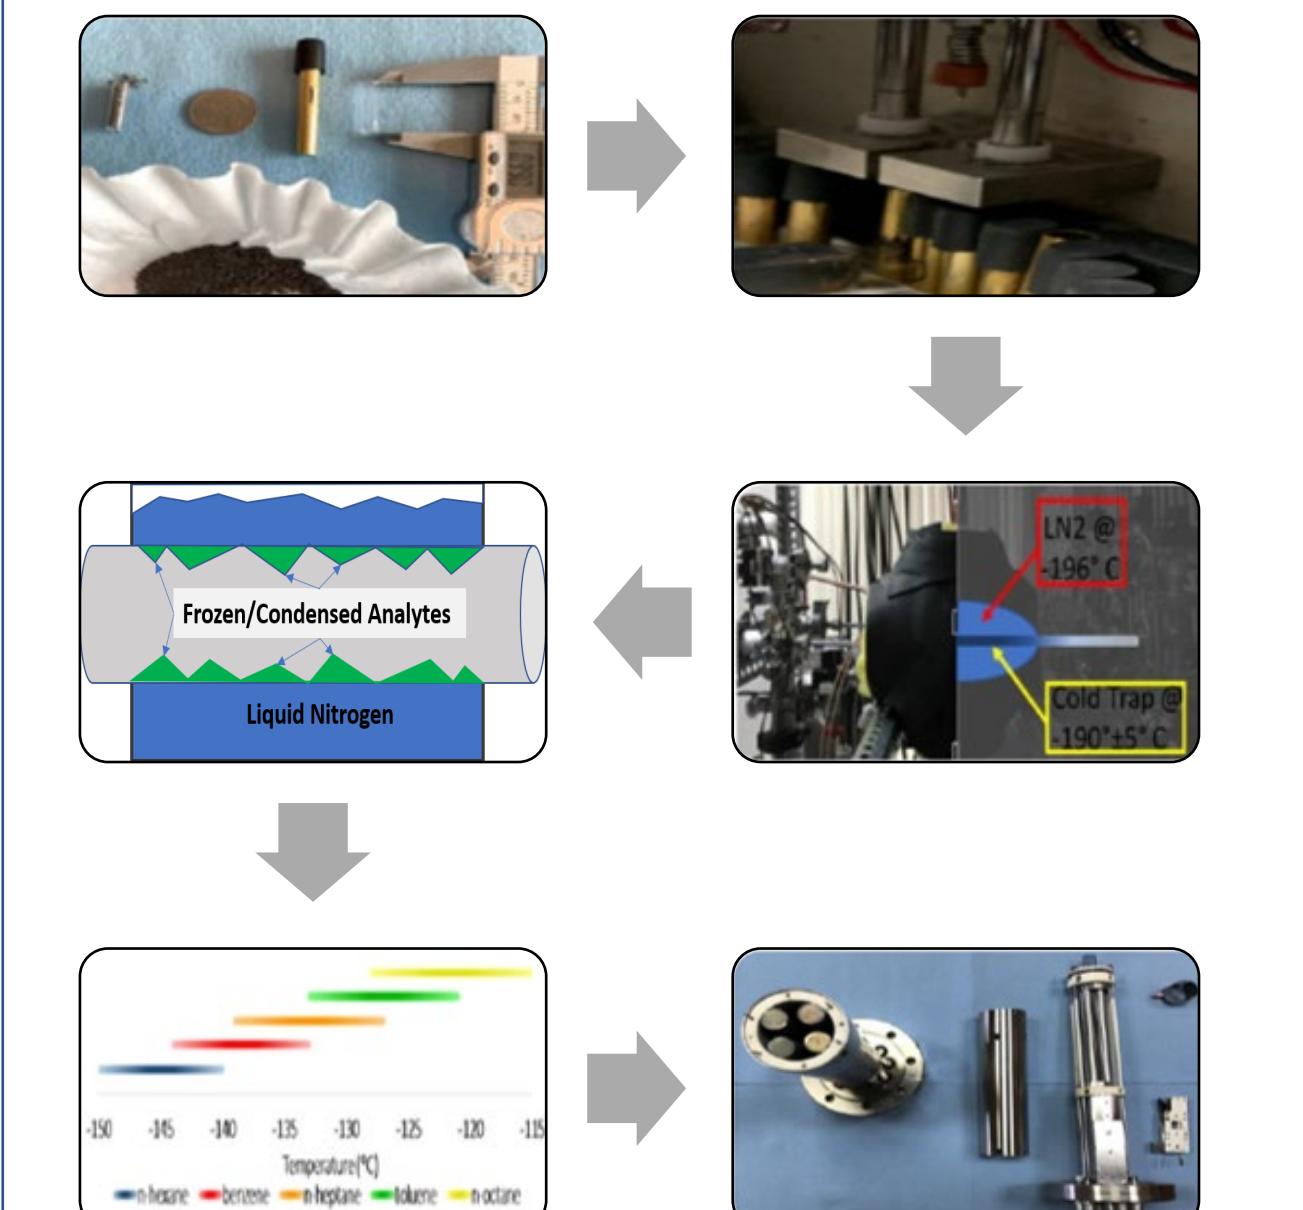 LN2 @
-196° C
Cold Trap @
-190°±5° C
Frozen/Condensed Analytes
Liquid Nitrogen
-150 -145 -140 -135 -130 -125 -120 -115
Temperature(°C)
n-hexane benzene n-heptane toluene n-octane